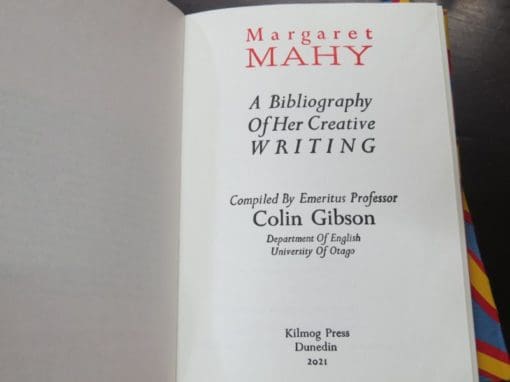 Margaret
MAHY
A Bibliography
Of Her Creative
WRITING
Compiled By Emeritus Professor
Colin Gibson
Department Of English
University Of Otago
Kilmog Press
Dunedin
2021